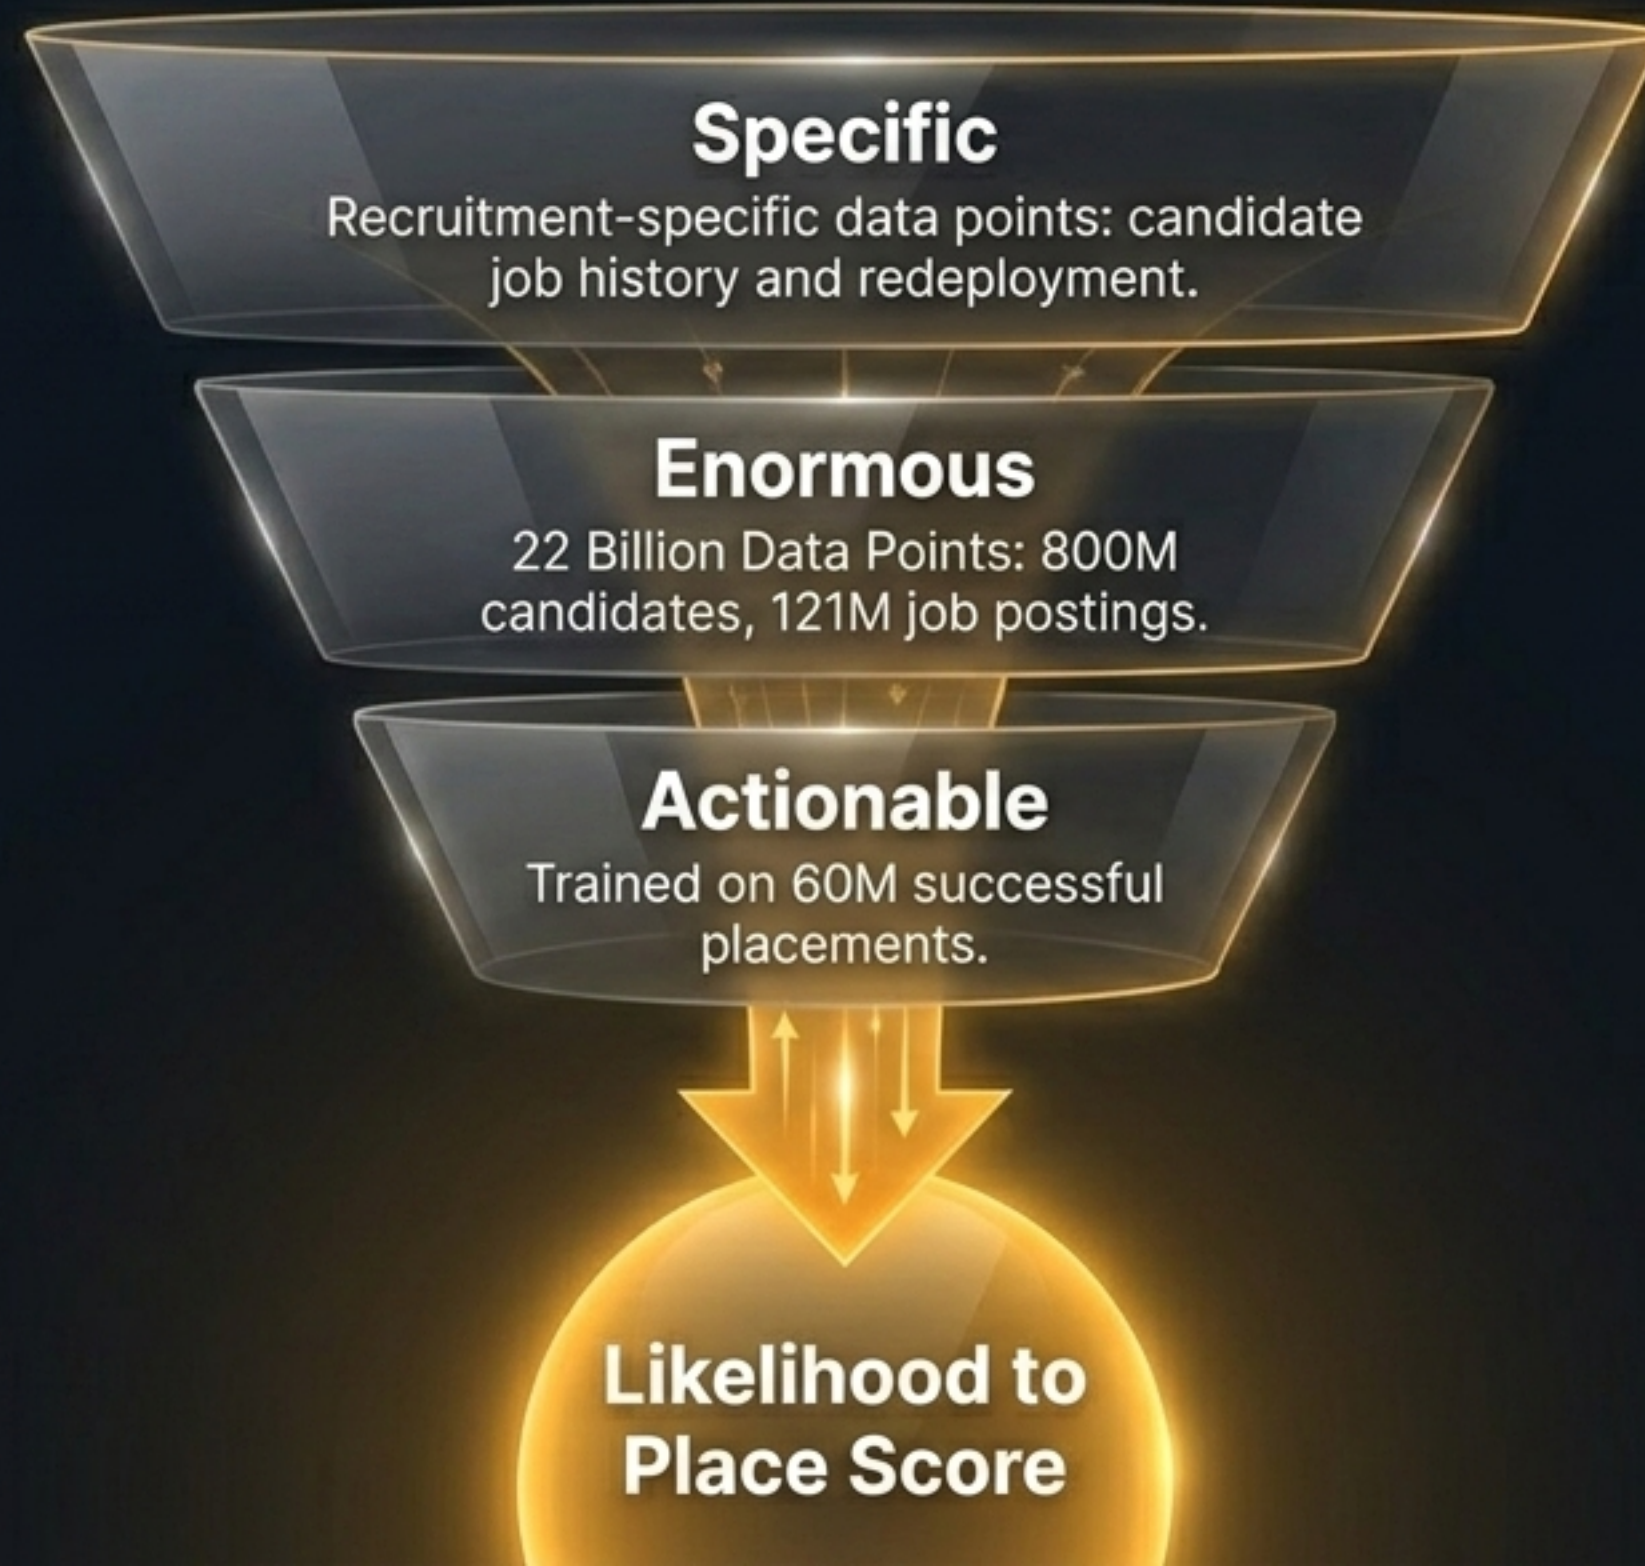 Specific
Recruitment-specific data points: candidate
job history and redeployment.
Enormous
22 Billion Data Points: 800M
candidates, 121M job postings.
Actionable
Trained on 60M successful
placements.
Likelihood to
Place Score